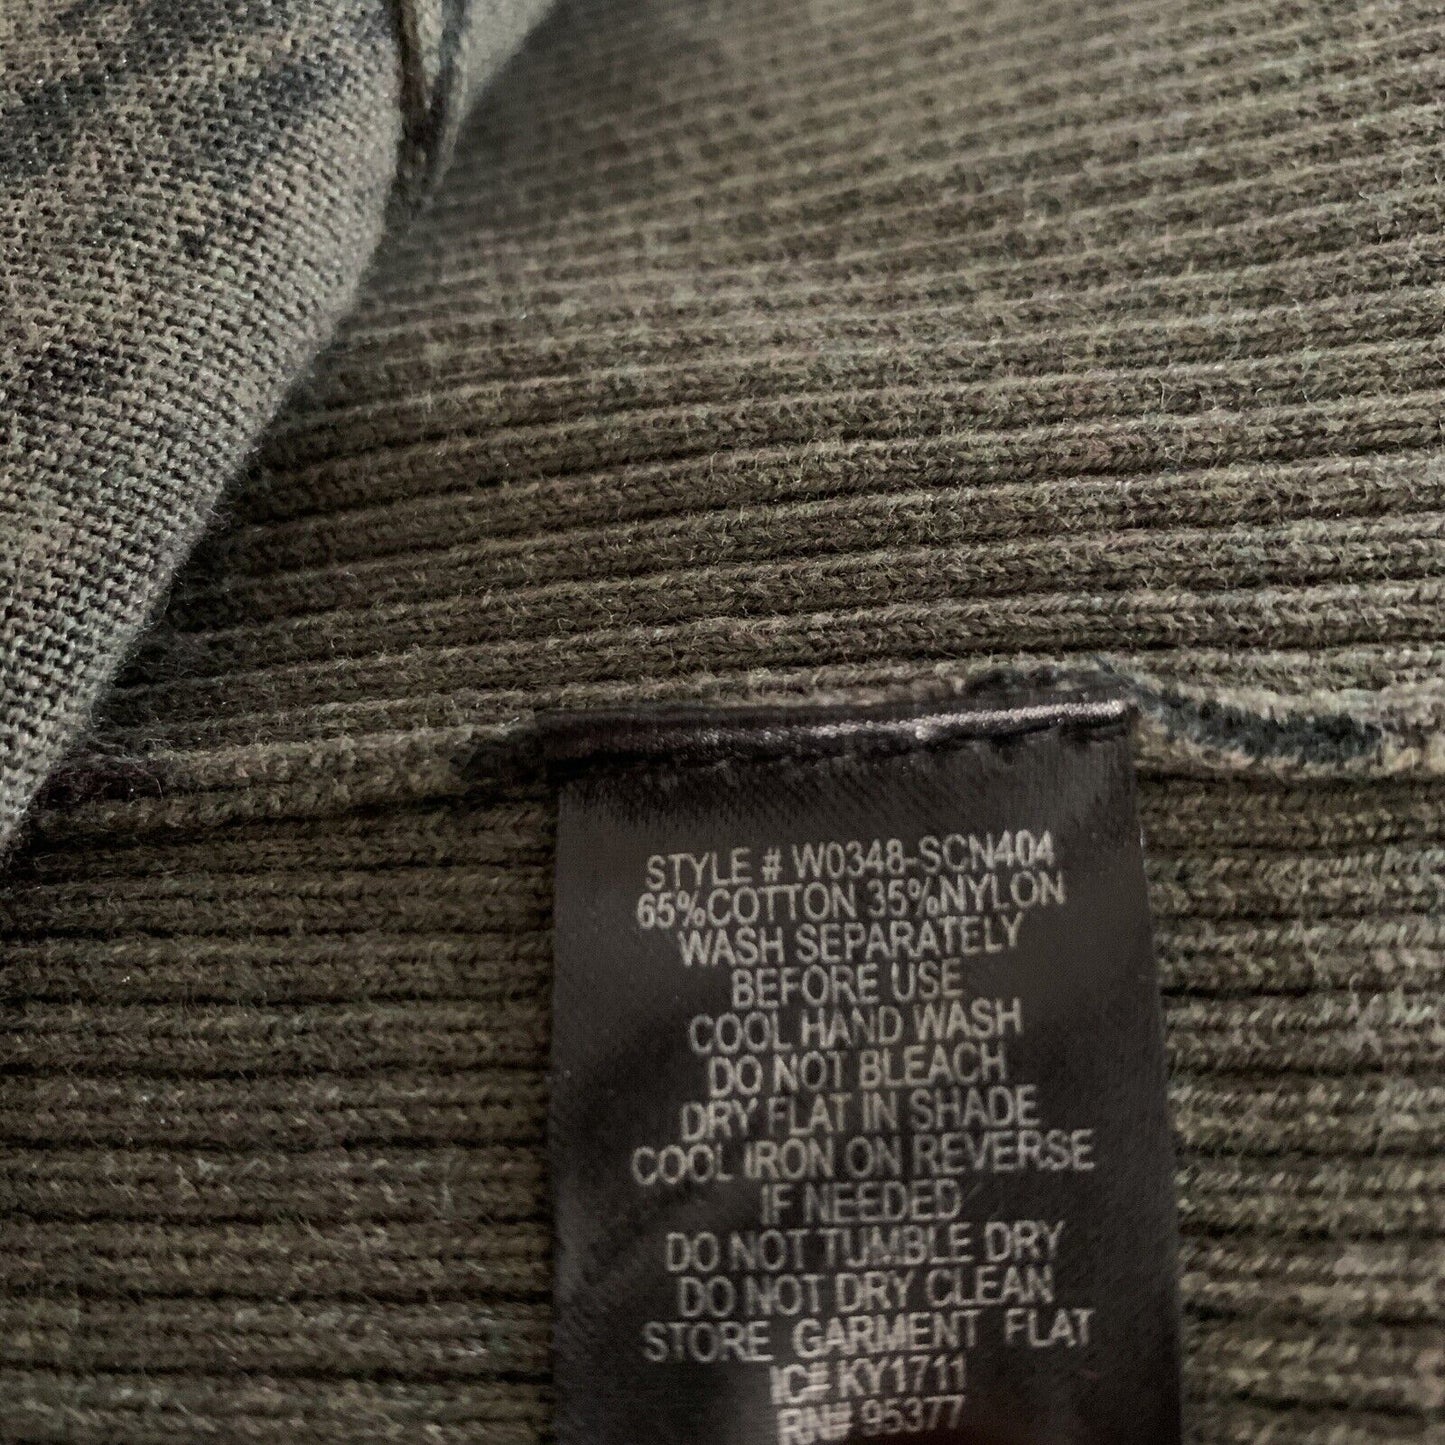 STYLE # W0348-SCN404
65%COTTON 35%NYLON
WASH SEPARATELY
BEFORE USE
COOL HAND WASH
DO NOT BLEACH
DRY FLAT IN SHADE
COOL IRON ON REVERSE
IF NEEDED
DO NOT TUMBLE DRY
DO NOT DRY CLEAN
STORE GARMENT FLAT
IC# KY1711
RN# 95377